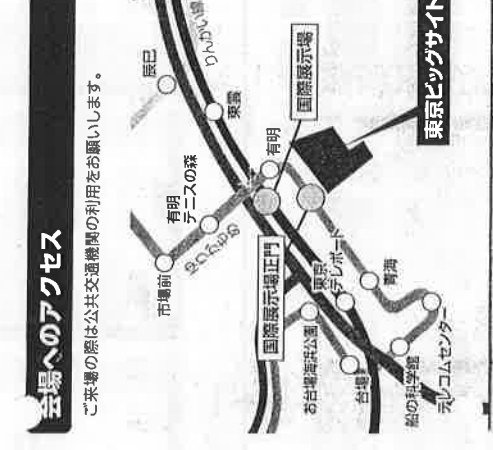 会場へのアクセス
ご来場の際は公共交通機関の利用をお願いします。
辰巳
りんかい線
東雲
国際展示場
有明
有明
テニスの森
ゆりかもめ
市場前
東京ビッグサイト
国際展示場正門
東京
テレポート
青海
お台場海浜公園
台場
船の科学館
テレコムセンター